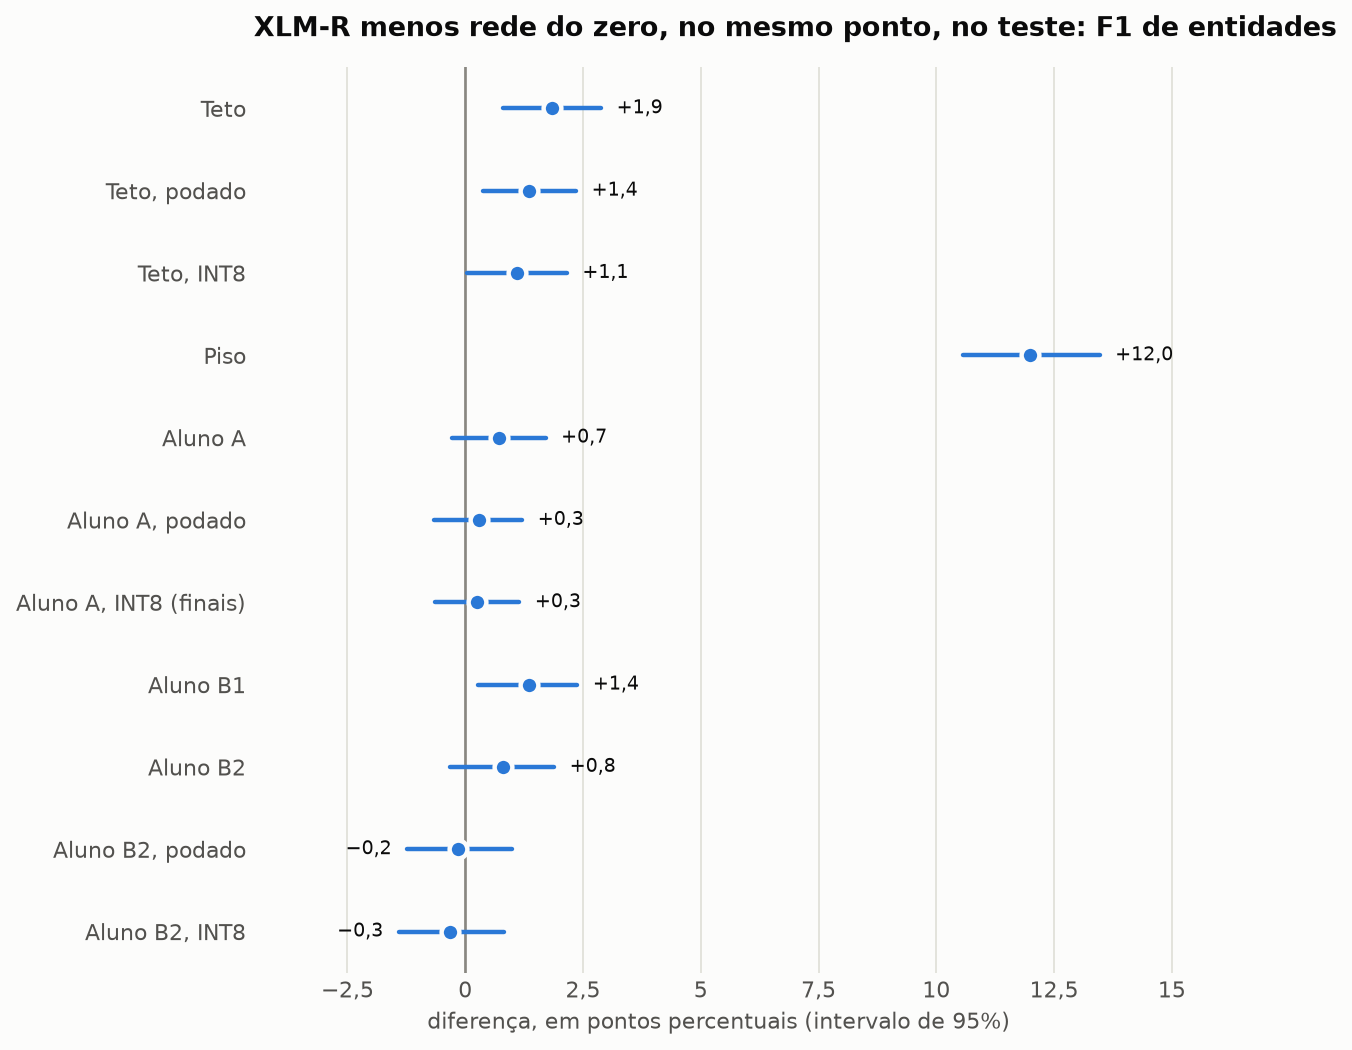 XLM-R menos rede do zero, no mesmo ponto, no teste: F1 de entidades
Teto +1,9
Teto, podado +1,4
Teto, INT8 +1,1
Piso +12,0
Aluno A +0,7
Aluno A, podado +0,3
Aluno A, INT8 (finais) +0,3
Aluno B1 +1,4
Aluno B2 +0,8
Aluno B2, podado −0,2
Aluno B2, INT8 −0,3
−2,5 0 2,5 5 7,5 10 12,5 15
diferença, em pontos percentuais (intervalo de 95%)